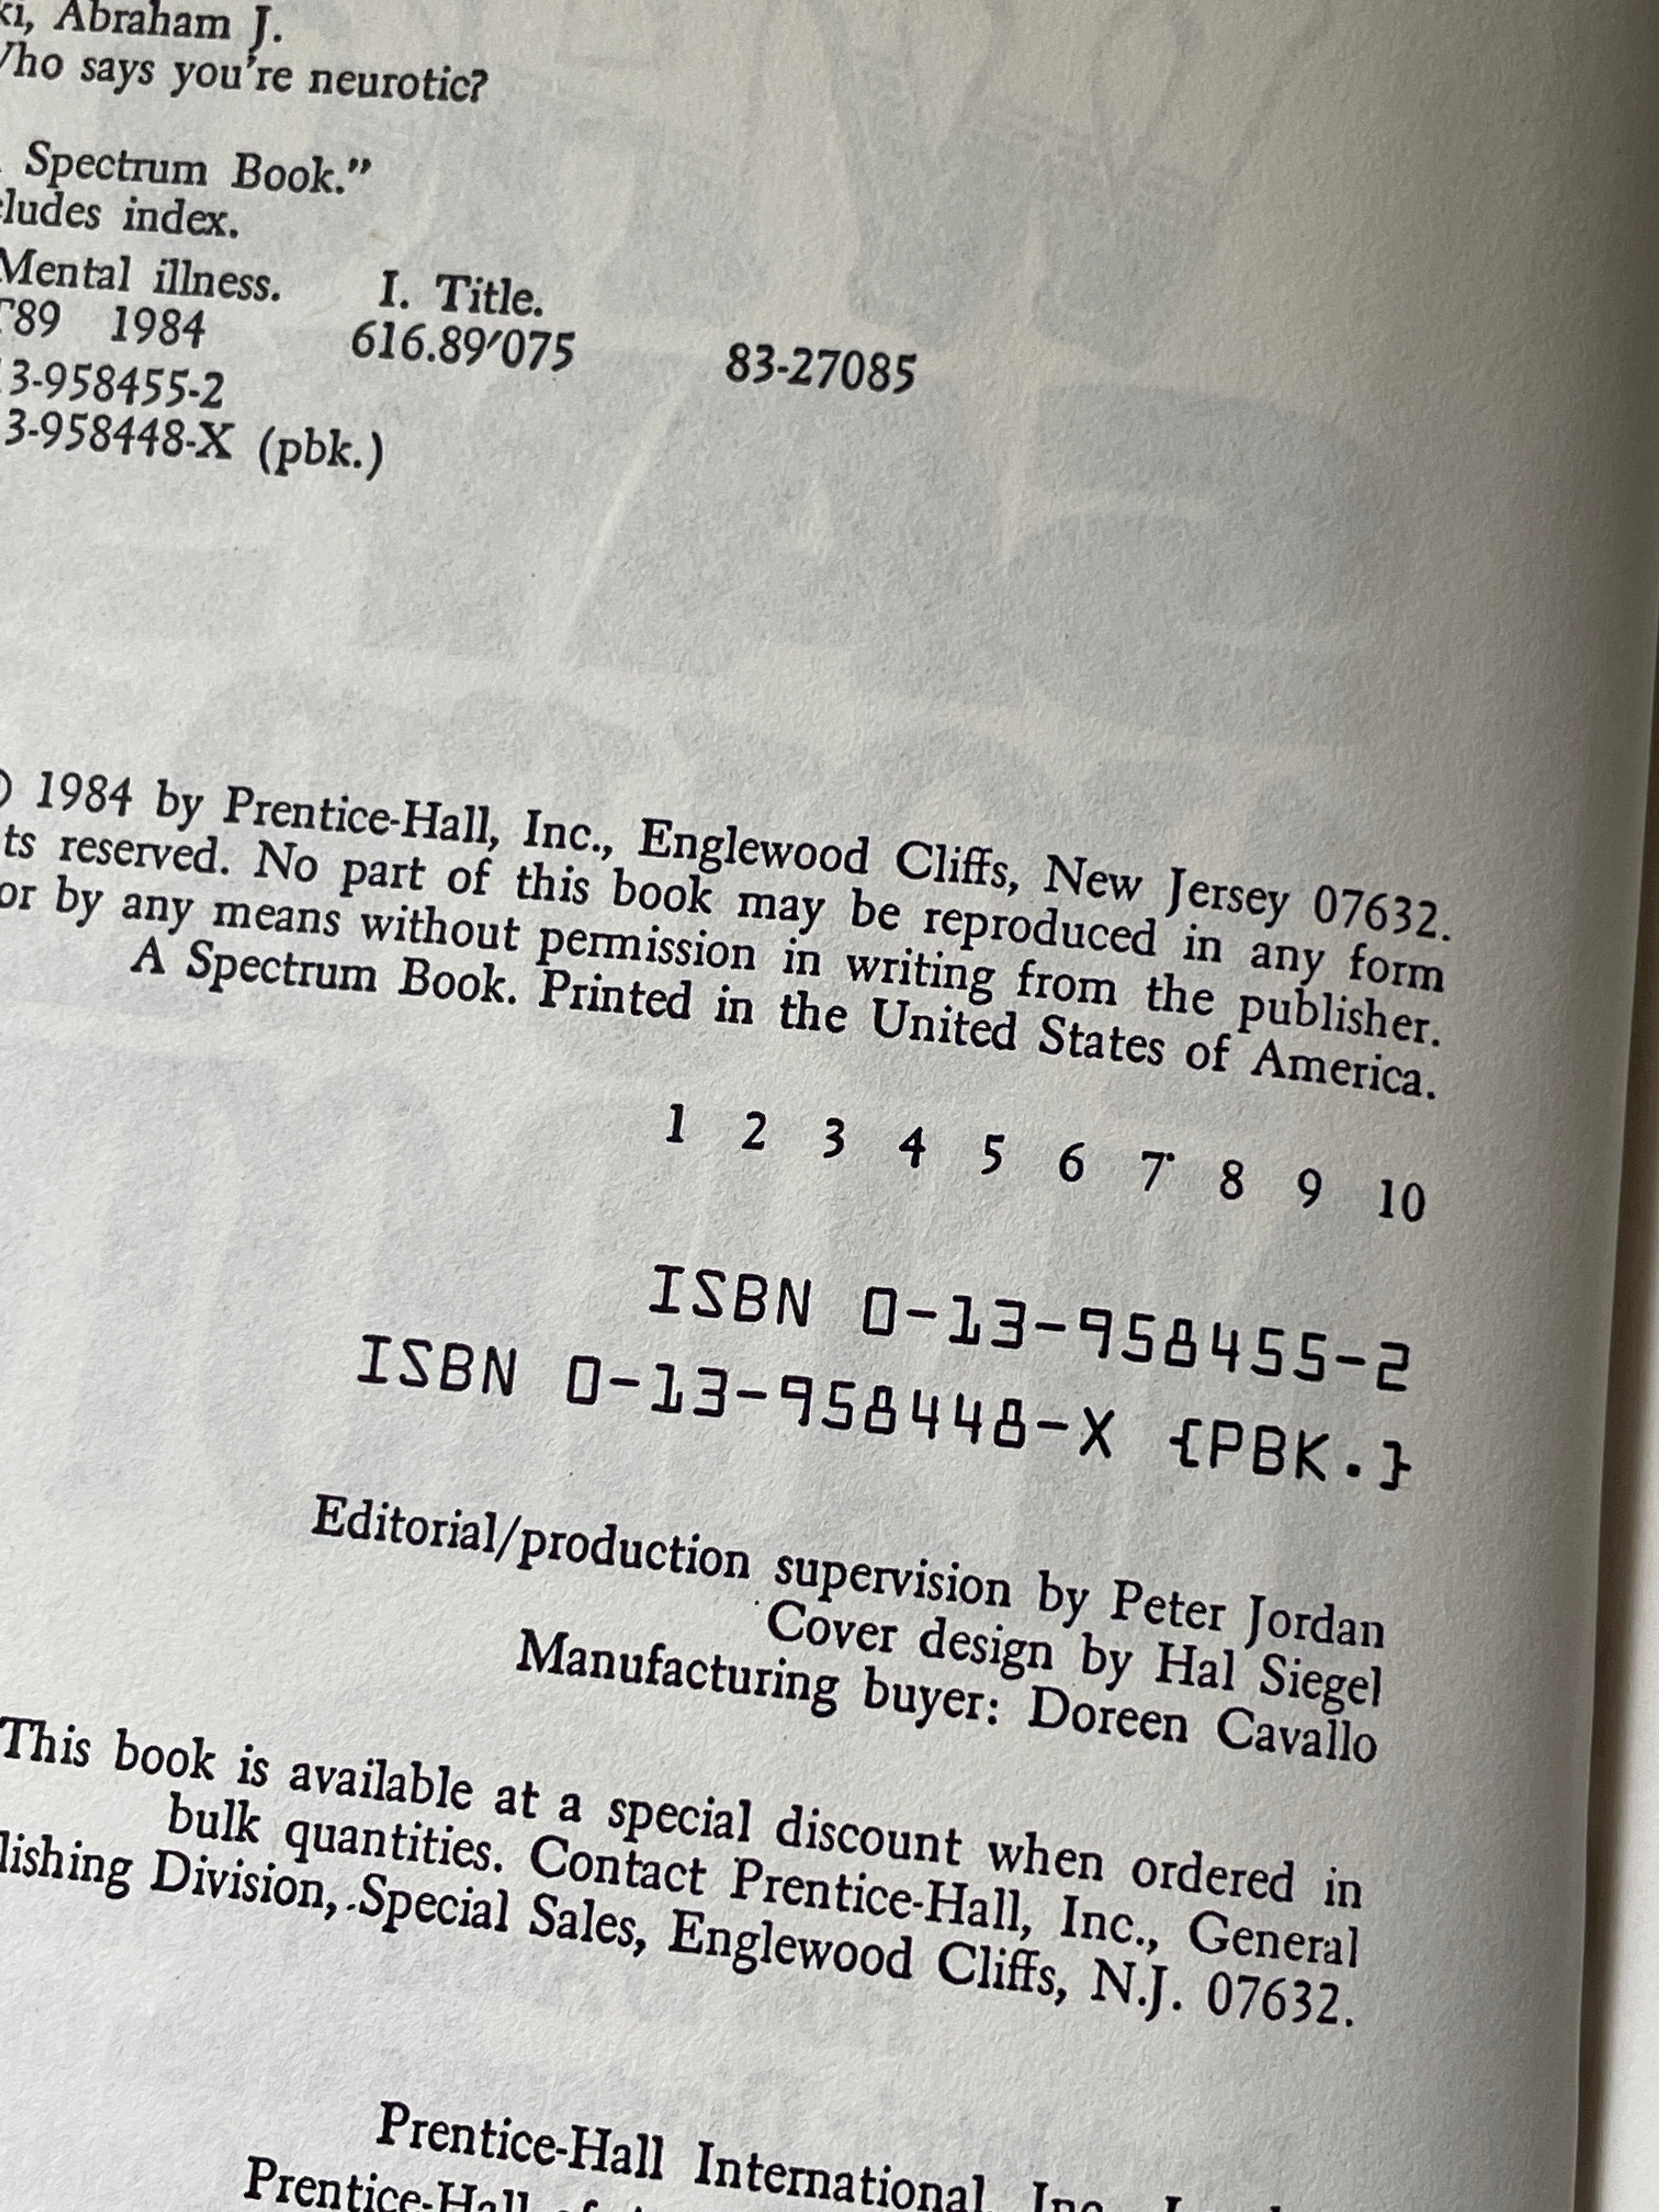 ki, Abraham J.
Who says you're neurotic?
Spectrum Book.”
cludes index.
Mental illness. I. Title.
T89 1984 616.89′075 83-27085
13-958455-2
3-958448-X (pbk.)
© 1984 by Prentice-Hall, Inc., Englewood Cliffs, New Jersey 07632.
ts reserved. No part of this book may be reproduced in any form
or by any means without permission in writing from the publisher.
A Spectrum Book. Printed in the United States of America.
1 2 3 4 5 6 7 8 9 10
ISBN 0-13-958455-2
ISBN 0-13-958448-X {PBK.}
Editorial/production supervision by Peter Jordan
Cover design by Hal Siegel
Manufacturing buyer: Doreen Cavallo
This book is available at a special discount when ordered in
bulk quantities. Contact Prentice-Hall, Inc., General
lishing Division, Special Sales, Englewood Cliffs, N.J. 07632.
Prentice-Hall International, Inc.,
Prentice-Hall of